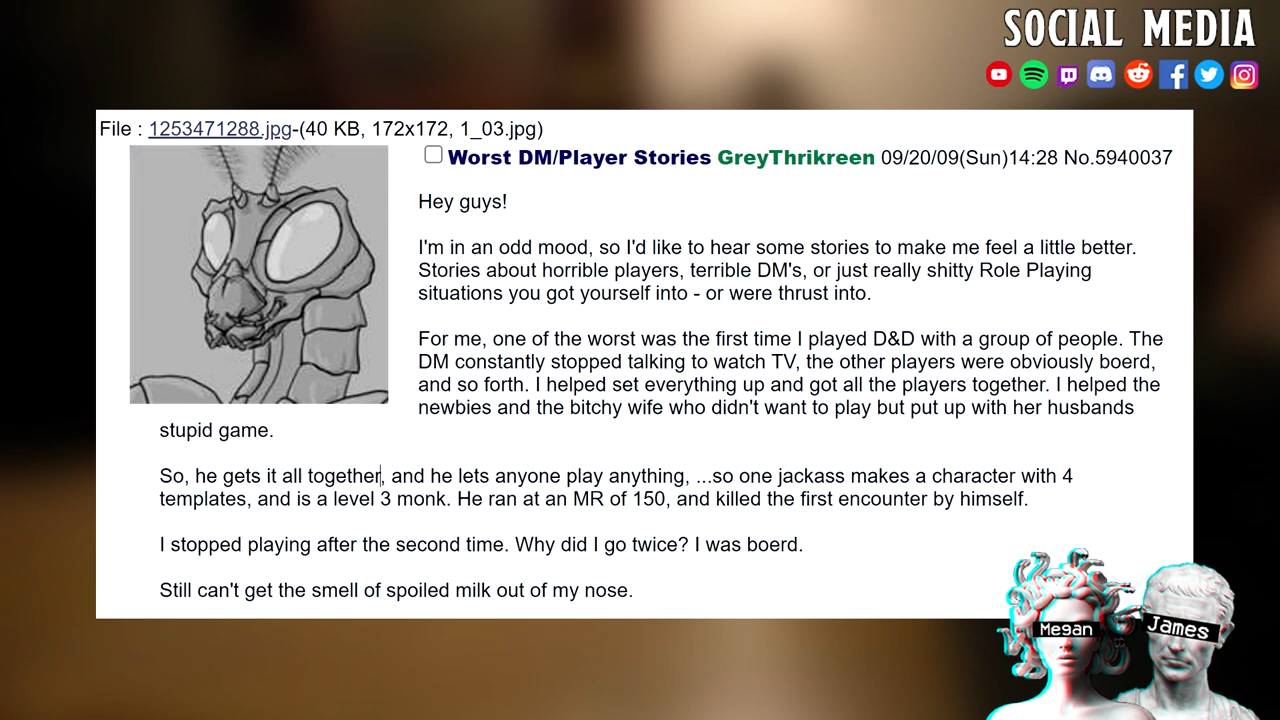 SOCIAL MEDIA
File : 1253471288.jpg-(40 KB, 172x172, 1_03.jpg)
Worst DM/Player Stories GreyThrikreen 09/20/09(Sun)14:28 No.5940037
Hey guys!
I'm in an odd mood, so I'd like to hear some stories to make me feel a little better.
Stories about horrible players, terrible DM's, or just really shitty Role Playing
situations you got yourself into - or were thrust into.
For me, one of the worst was the first time I played D&D with a group of people. The
DM constantly stopped talking to watch TV, the other players were obviously boerd,
and so forth. I helped set everything up and got all the players together. I helped the
newbies and the bitchy wife who didn't want to play but put up with her husbands
stupid game.
So, he gets it all together, and he lets anyone play anything, ...so one jackass makes a character with 4
templates, and is a level 3 monk. He ran at an MR of 150, and killed the first encounter by himself.
I stopped playing after the second time. Why did I go twice? I was boerd.
Still can't get the smell of spoiled milk out of my nose.
Megan
James